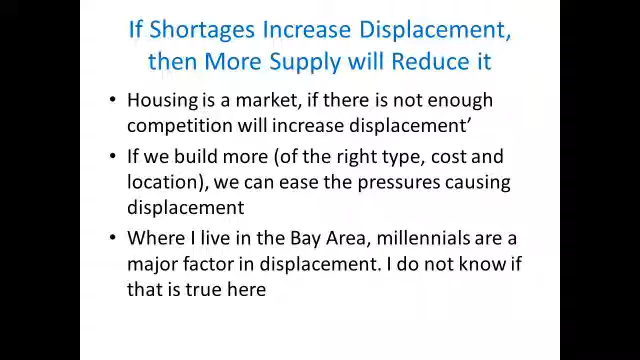 If Shortages Increase Displacement,
then More Supply will Reduce it
• Housing is a market, if there is not enough
competition will increase displacement’
• If we build more (of the right type, cost and
location), we can ease the pressures causing
displacement
• Where I live in the Bay Area, millennials are a
major factor in displacement. I do not know if
that is true here